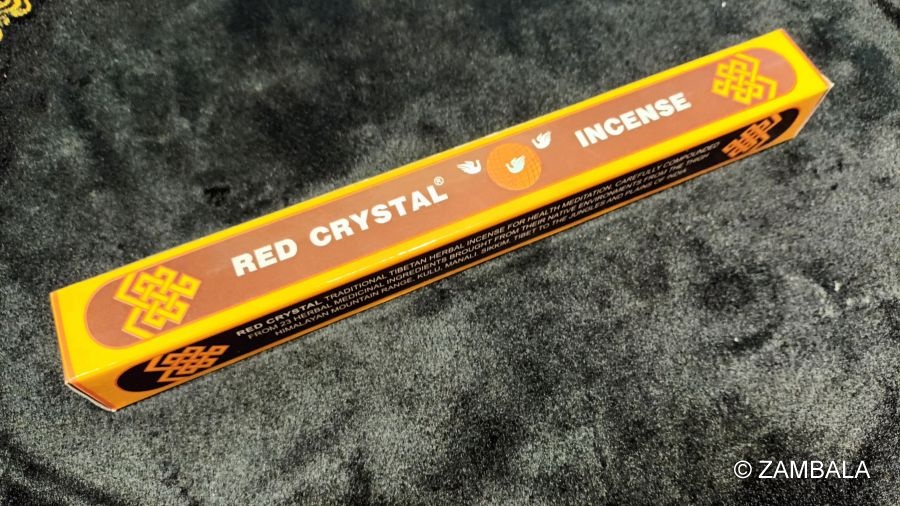 RED CRYSTAL® INCENSE
RED CRYSTAL TRADITIONAL TIBETAN HERBAL INCENSE FOR HEALTH MEDITATION, CAREFULLY COMPOUNDED
FROM 23 HERBAL MEDICINAL INGREDIENTS BROUGHT FROM THEIR NATIVE ENVIRONMENTS FROM THE THIGH
HIMALAYAN MOUNTAIN RANGE, KULU, MANALI, SIKKIM, TIBET TO THE JUNGLES AND PLAINS OF INDIA
© ZAMBALA